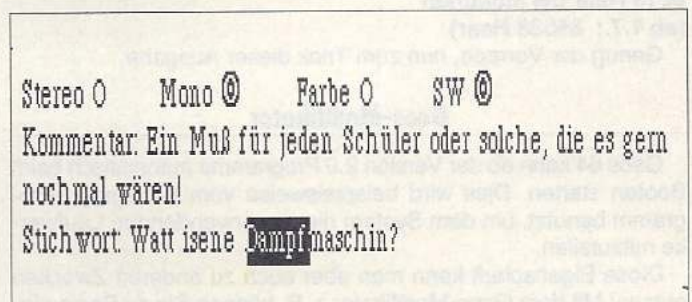 Stereo O Mono ◎ Farbe O SW ◎
Kommentar: Ein Muß für jeden Schüler oder solche, die es gern
nochmal wären!
Stichwort: Watt isene Dampfmaschin?